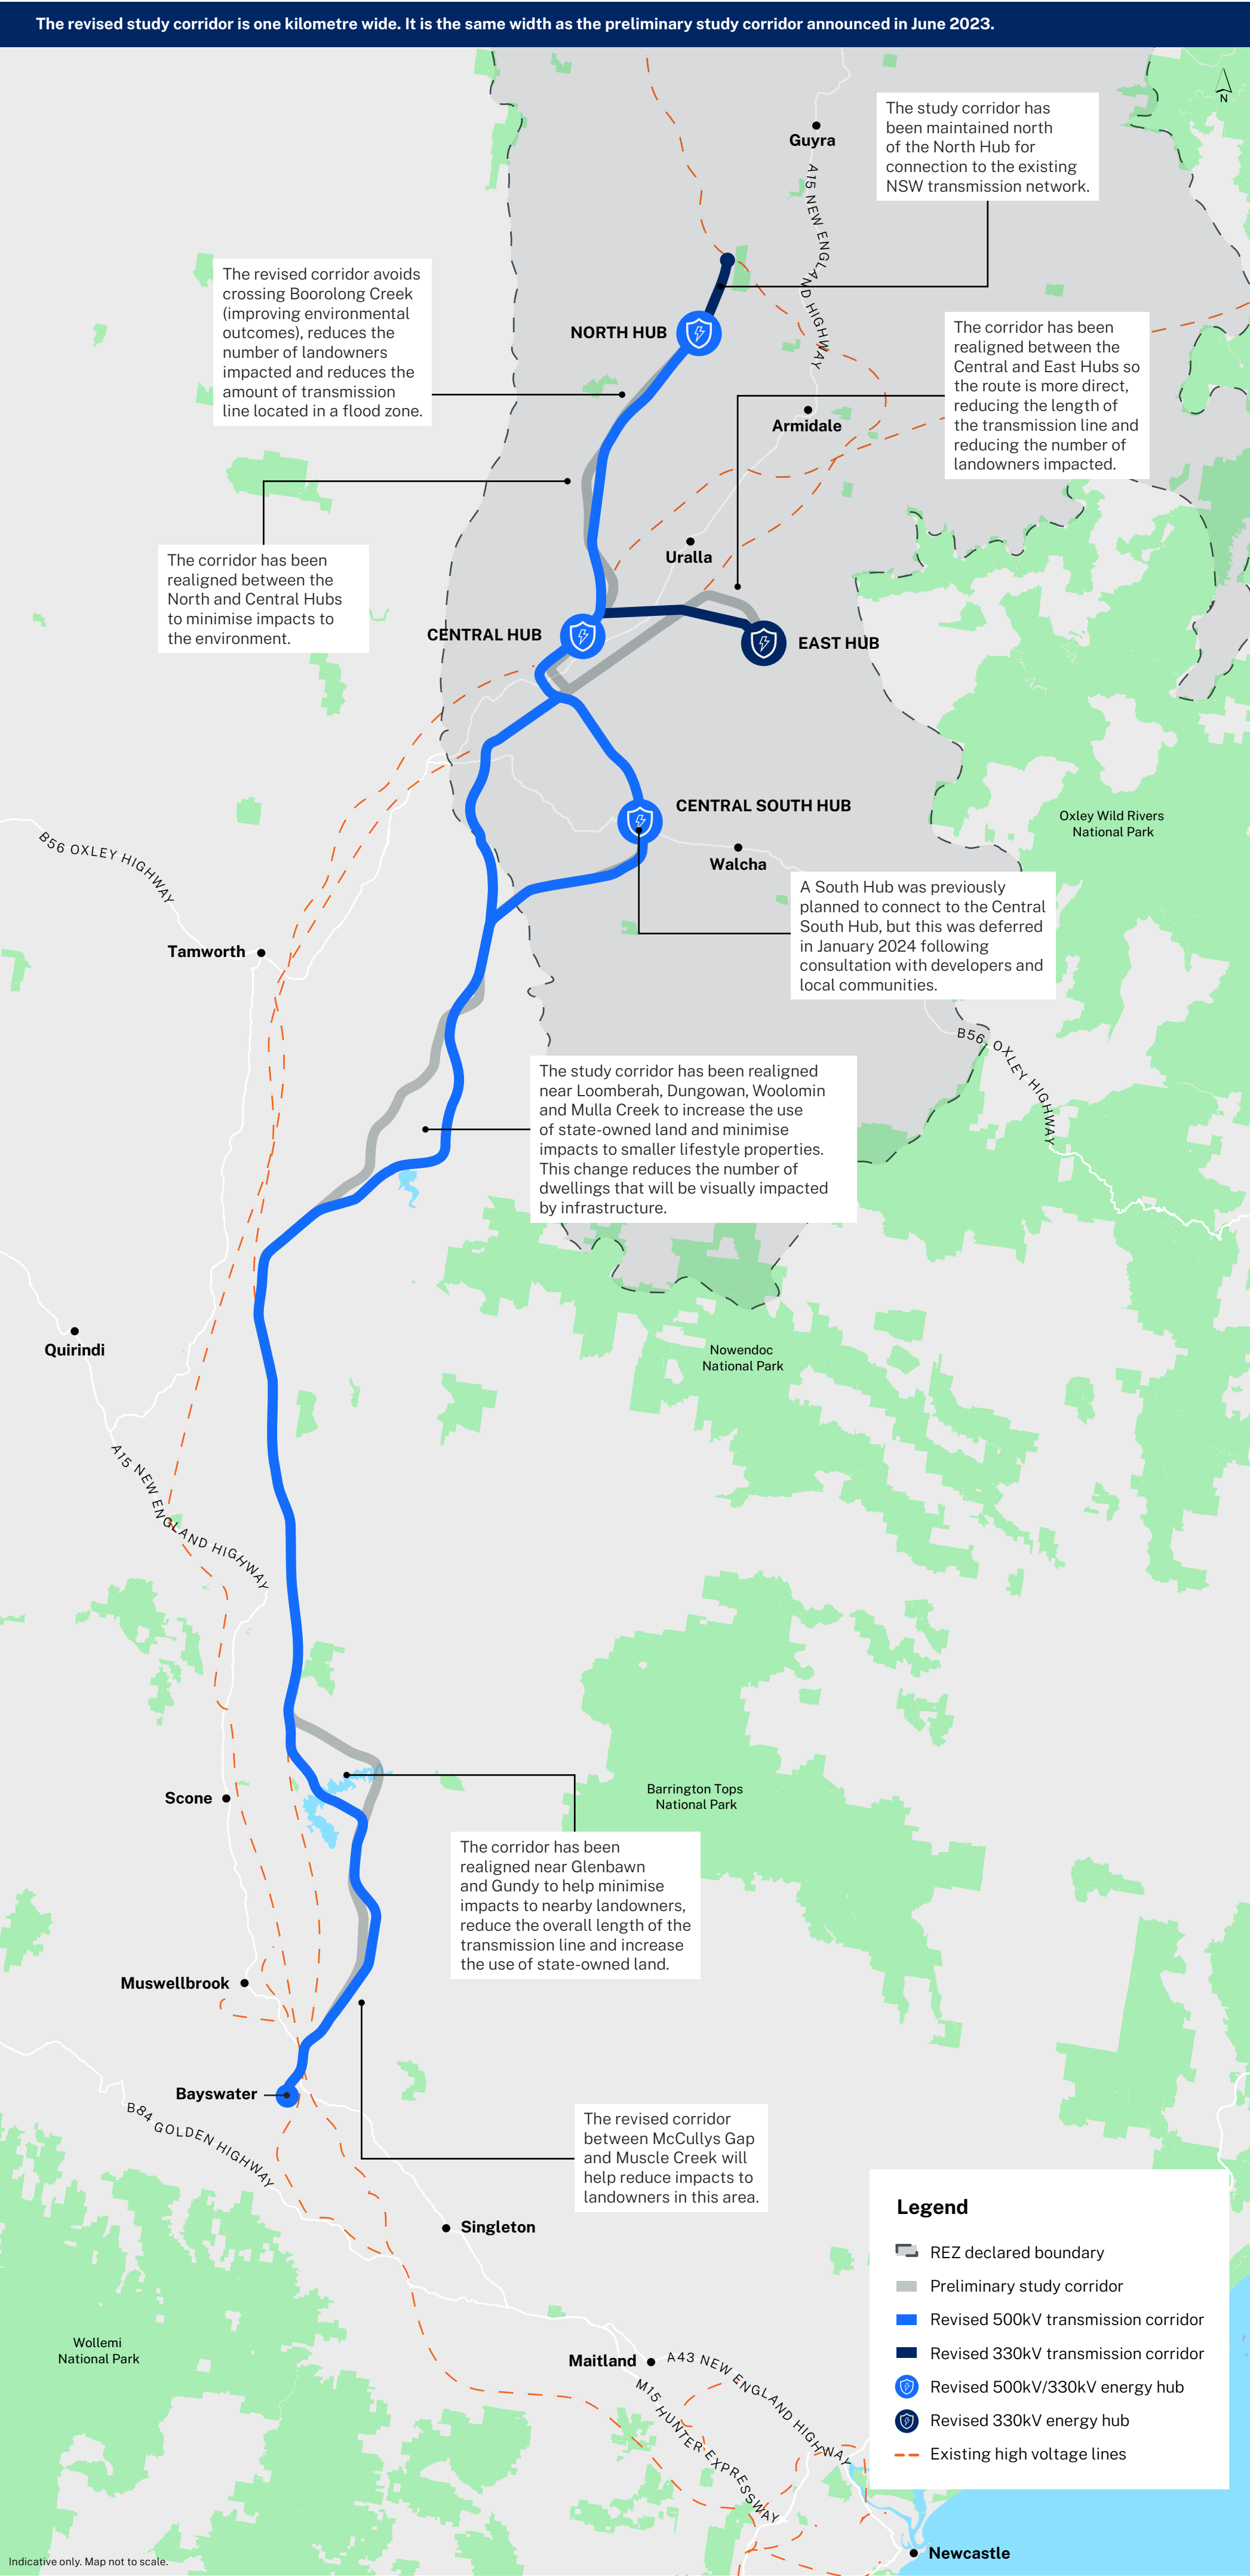 The revised study corridor is one kilometre wide. It is the same width as the preliminary study corridor announced in June 2023.
N
The study corridor has
been maintained north
of the North Hub for
connection to the existing
NSW transmission network.
Guyra
A15 NEW ENGLAND HIGHWAY
The revised corridor avoids
crossing Boorolong Creek
(improving environmental
outcomes), reduces the
number of landowners
impacted and reduces the
amount of transmission
line located in a flood zone.
NORTH HUB
The corridor has been
realigned between the
Central and East Hubs so
the route is more direct,
reducing the length of
the transmission line and
reducing the number of
landowners impacted.
Armidale
Uralla
The corridor has been
realigned between the
North and Central Hubs
to minimise impacts to
the environment.
CENTRAL HUB
EAST HUB
CENTRAL SOUTH HUB
Oxley Wild Rivers
National Park
B56 OXLEY HIGHWAY
Walcha
A South Hub was previously
planned to connect to the Central
South Hub, but this was deferred
in January 2024 following
consultation with developers and
local communities.
Tamworth
B56 OXLEY HIGHWAY
The study corridor has been realigned
near Loomberah, Dungowan, Woolomin
and Mulla Creek to increase the use
of state-owned land and minimise
impacts to smaller lifestyle properties.
This change reduces the number of
dwellings that will be visually impacted
by infrastructure.
Quirindi
Nowendoc
National Park
A15 NEW ENGLAND HIGHWAY
Scone
Barrington Tops
National Park
The corridor has been
realigned near Glenbawn
and Gundy to help minimise
impacts to nearby landowners,
reduce the overall length of the
transmission line and increase
the use of state-owned land.
Muswellbrook
Bayswater
B84 GOLDEN HIGHWAY
The revised corridor
between McCullys Gap
and Muscle Creek will
help reduce impacts to
landowners in this area.
Singleton
Wollemi
National Park
Maitland
A43 NEW ENGLAND HIGHWAY
M15 HUNTER EXPRESSWAY
Newcastle
Legend
REZ declared boundary
Preliminary study corridor
Revised 500kV transmission corridor
Revised 330kV transmission corridor
Revised 500kV/330kV energy hub
Revised 330kV energy hub
Existing high voltage lines
Indicative only. Map not to scale.